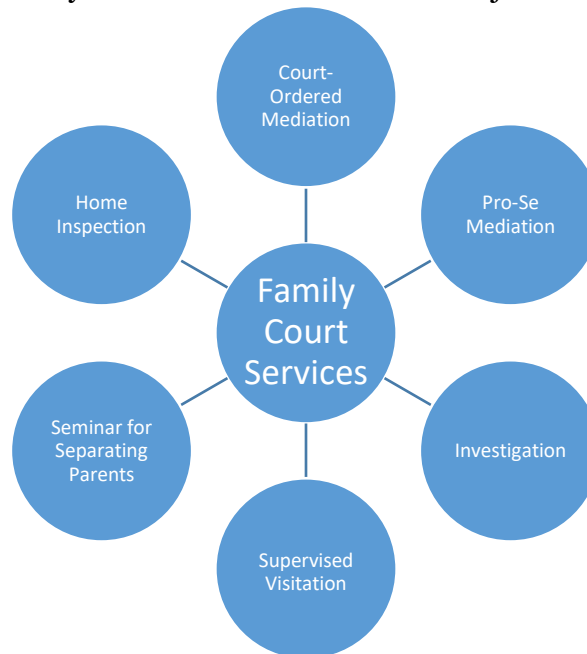 Court-
Ordered
Mediation
Home
Inspection
Pro-Se
Mediation
Family
Court
Services
Seminar for
Separating
Parents
Investigation
Supervised
Visitation